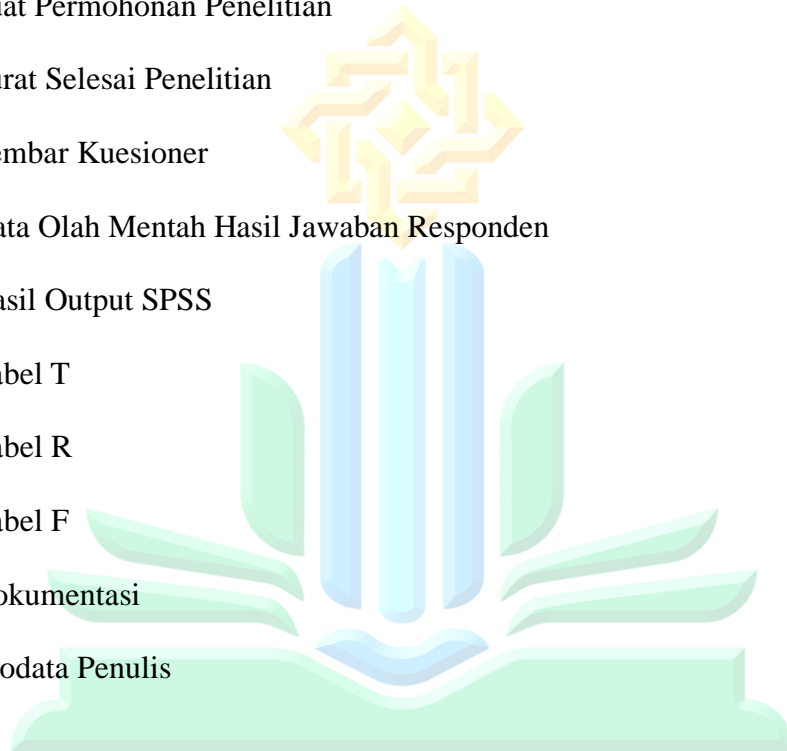 uat Permohonan Penelitian
urat Selesai Penelitian
embar Kuesioner
ata Olah Mentah Hasil Jawaban Responden
asil Output SPSS
abel T
abel R
abel F
okumentasi
odata Penulis